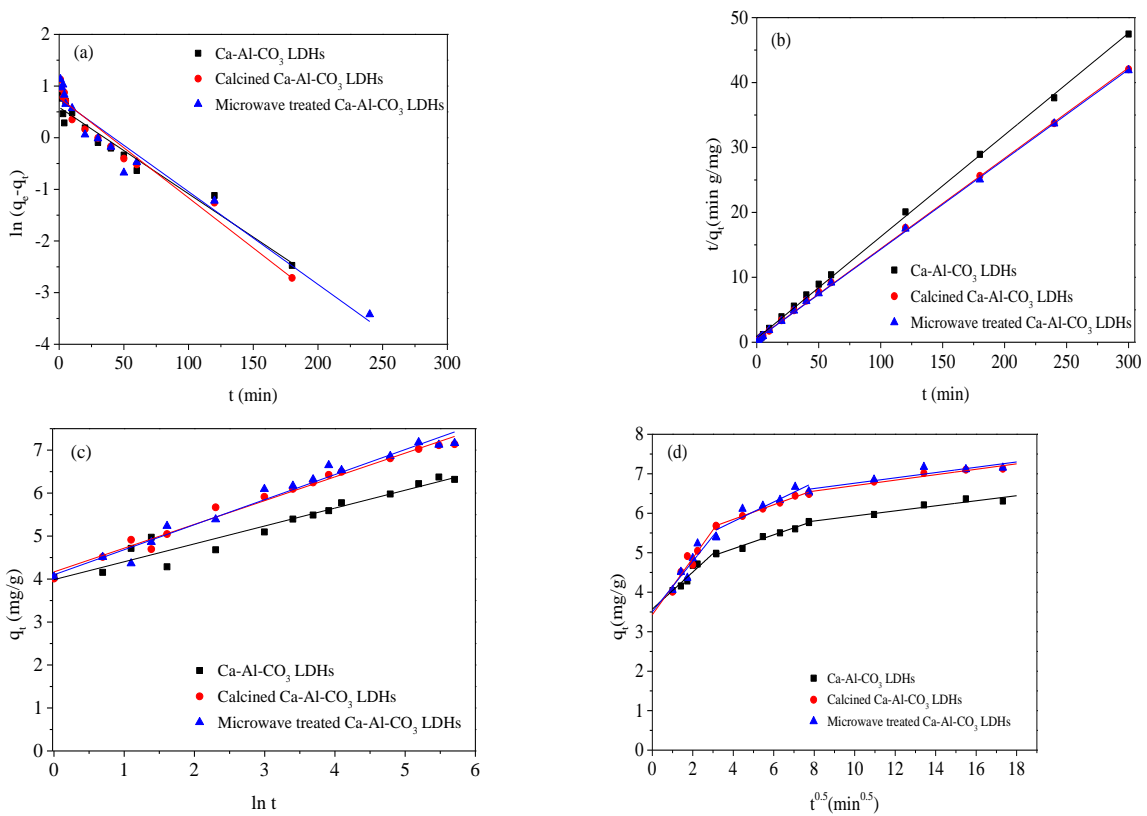 (a)
Ca-Al-CO₃ LDHs
Calcined Ca-Al-CO₃ LDHs
Microwave treated Ca-Al-CO₃ LDHs
ln (qₑ-qₜ)
2
1
0
-1
-2
-3
-4
0 50 100 150 200 250 300
t (min)
(b)
Ca-Al-CO₃ LDHs
Calcined Ca-Al-CO₃ LDHs
Microwave treated Ca-Al-CO₃ LDHs
t/qₜ(min g/mg)
50
40
30
20
10
0
0 50 100 150 200 250 300
t (min)
(c)
Ca-Al-CO₃ LDHs
Calcined Ca-Al-CO₃ LDHs
Microwave treated Ca-Al-CO₃ LDHs
qₜ (mg/g)
7
6
5
4
3
2
1
0
0 1 2 3 4 5 6
ln t
(d)
Ca-Al-CO₃ LDHs
Calcined Ca-Al-CO₃ LDHs
Microwave treated Ca-Al-CO₃ LDHs
qₜ(mg/g)
8
7
6
5
4
3
2
1
0
0 2 4 6 8 10 12 14 16 18
t⁰·⁵(min⁰·⁵)